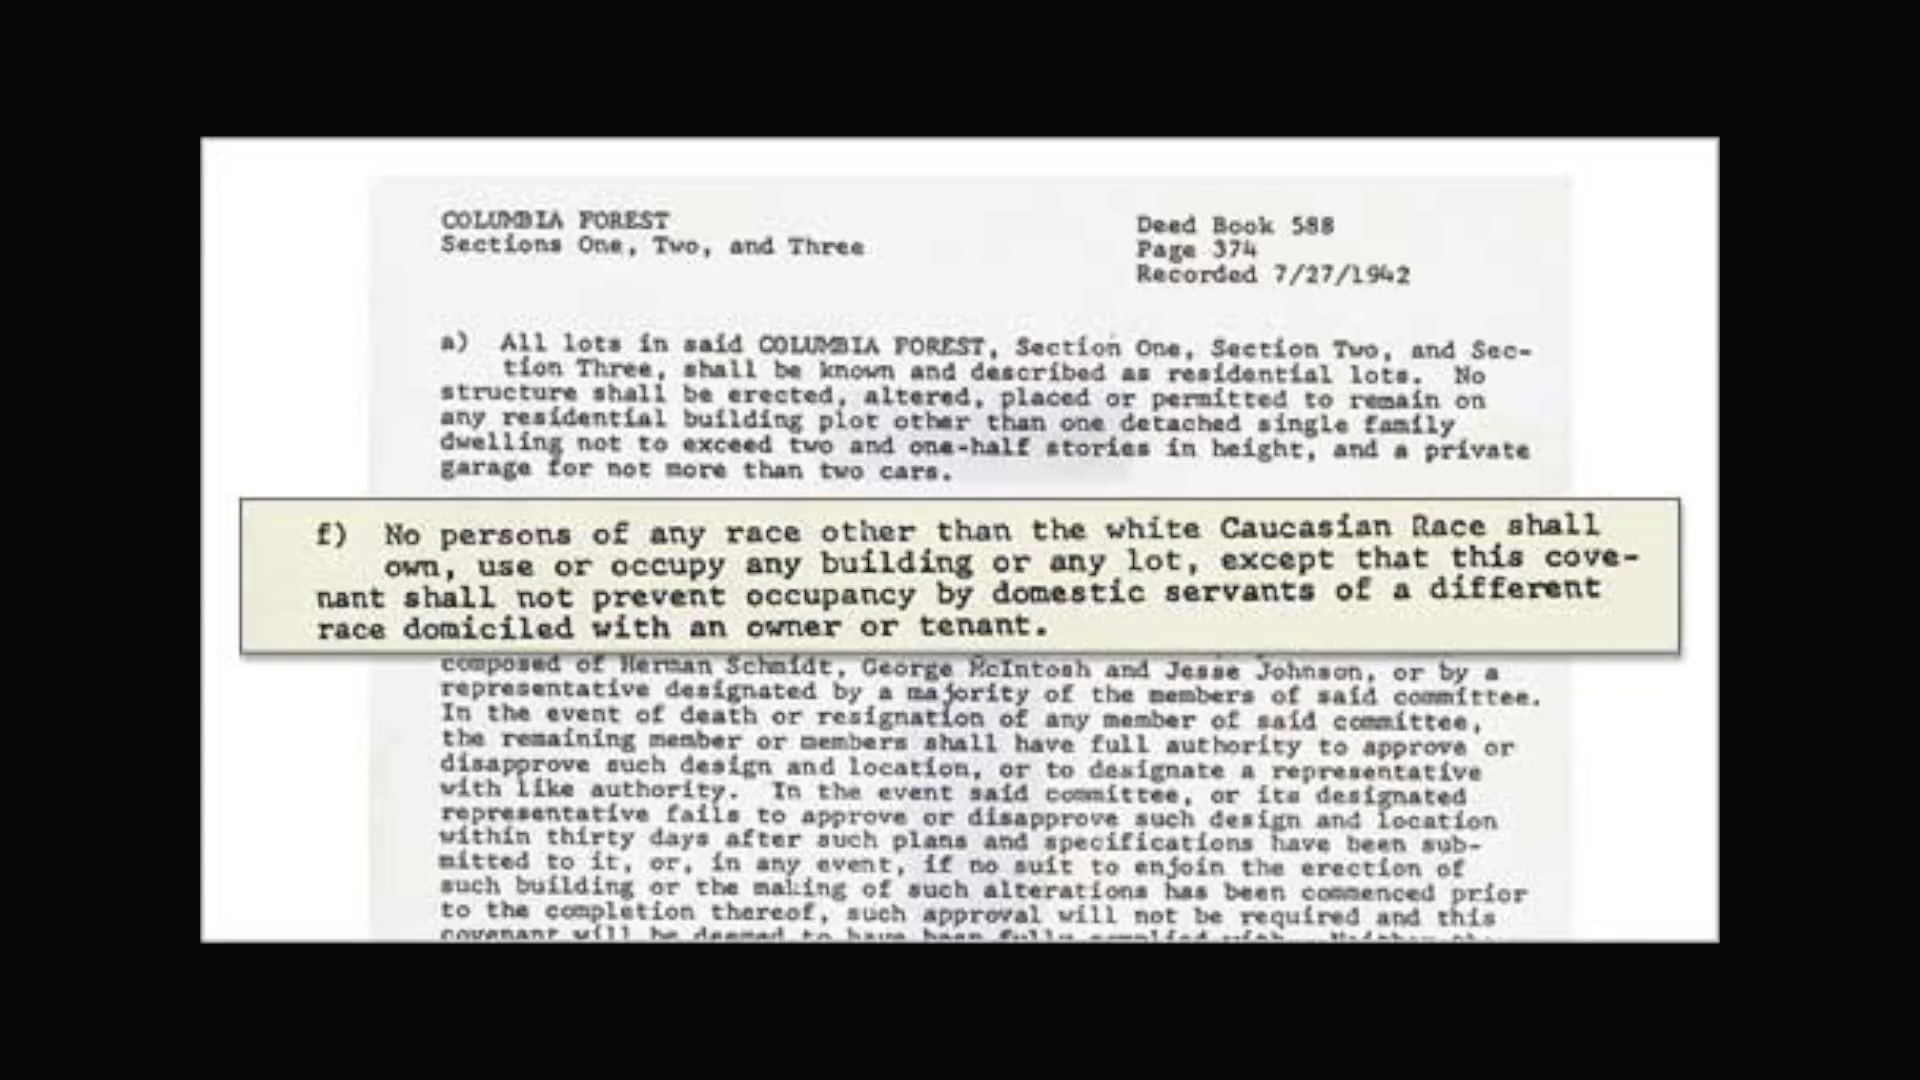 COLUMBIA FOREST
Sections One, Two, and Three
Deed Book 588
Page 374
Recorded 7/27/1942
a) All lots in said COLUMBIA FOREST, Section One, Section Two, and Sec-
tion Three, shall be known and described as residential lots. No
structure shall be erected, altered, placed or permitted to remain on
any residential building plot other than one detached single family
dwelling not to exceed two and one-half stories in height, and a private
garage for not more than two cars.
f) No persons of any race other than the white Caucasian Race shall
own, use or occupy any building or any lot, except that this cove-
nant shall not prevent occupancy by domestic servants of a different
race domiciled with an owner or tenant.
composed of Herman Schmidt, George McIntosh and Jesse Johnson, or by a
representative designated by a majority of the members of said committee.
In the event of death or resignation of any member of said committee,
the remaining member or members shall have full authority to approve or
disapprove such design and location, or to designate a representative
with like authority. In the event said committee, or its designated
representative fails to approve or disapprove such design and location
within thirty days after such plans and specifications have been sub-
mitted to it, or, in any event, if no suit to enjoin the erection of
such building or the making of such alterations has been commenced prior
to the completion thereof, such approval will not be required and this
covenant will be deemed to have been fully complied with.